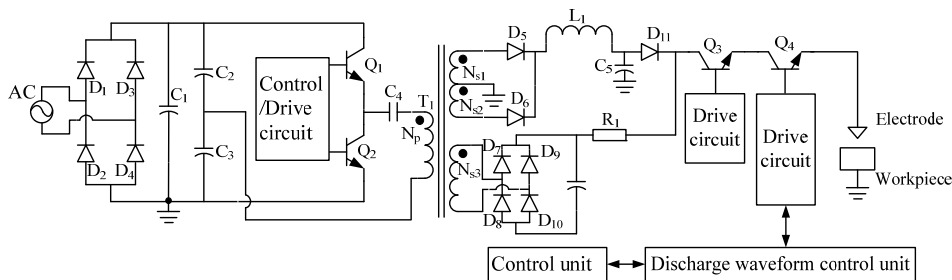 AC
D1
D3
D2
D4
C1
C2
C3
Control
/Drive
circuit
Q1
Q2
C4
T1
Np
Ns1
Ns2
Ns3
D5
D6
L1
C5
D11
D7
D9
D8
D10
R1
Q3
Q4
Drive
circuit
Drive
circuit
Electrode
Workpiece
Control unit
Discharge waveform control unit